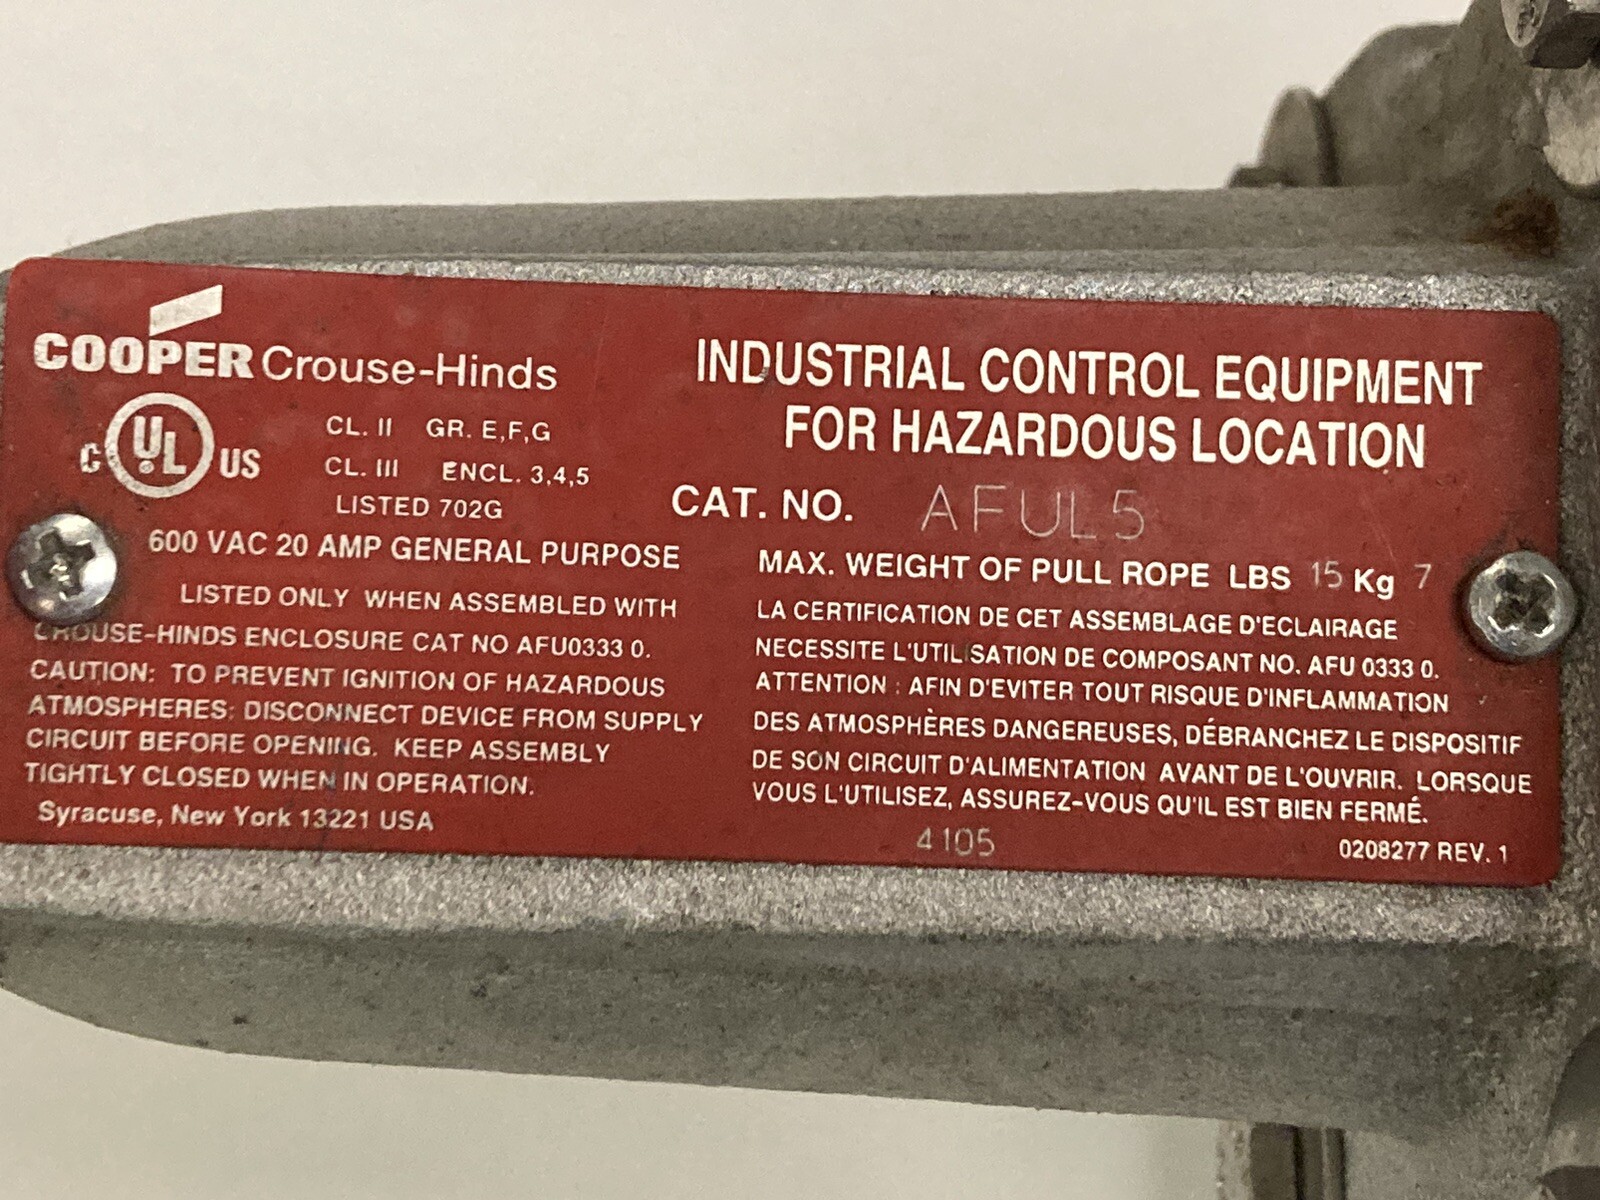 COOPER Crouse-Hinds
C UL US
CL. II GR. E,F,G
CL. III ENCL. 3,4,5
LISTED 702G
600 VAC 20 AMP GENERAL PURPOSE
LISTED ONLY WHEN ASSEMBLED WITH
CROUSE-HINDS ENCLOSURE CAT NO AFU0333 0.
CAUTION: TO PREVENT IGNITION OF HAZARDOUS
ATMOSPHERES: DISCONNECT DEVICE FROM SUPPLY
CIRCUIT BEFORE OPENING. KEEP ASSEMBLY
TIGHTLY CLOSED WHEN IN OPERATION.
Syracuse, New York 13221 USA
INDUSTRIAL CONTROL EQUIPMENT
FOR HAZARDOUS LOCATION
CAT. NO. AFUL5
MAX. WEIGHT OF PULL ROPE LBS 15 Kg 7
LA CERTIFICATION DE CET ASSEMBLAGE D'ECLAIRAGE
NECESSITE L'UTILISATION DE COMPOSANT NO. AFU 0333 0.
ATTENTION : AFIN D'EVITER TOUT RISQUE D'INFLAMMATION
DES ATMOSPHÈRES DANGEREUSES, DÉBRANCHEZ LE DISPOSITIF
DE SON CIRCUIT D'ALIMENTATION AVANT DE L'OUVRIR. LORSQUE
VOUS L'UTILISEZ, ASSUREZ-VOUS QU'IL EST BIEN FERMÉ.
4105
0208277 REV. 1